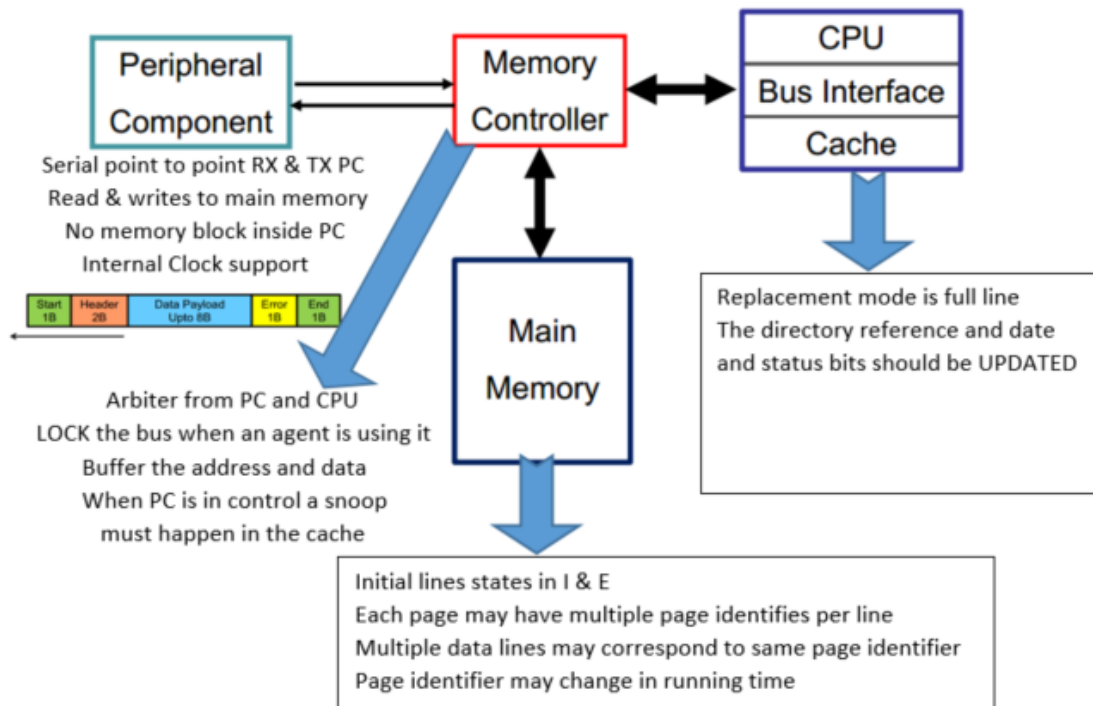 Peripheral
Component
Memory
Controller
CPU
Bus Interface
Cache
Serial point to point RX & TX PC
Read & writes to main memory
No memory block inside PC
Internal Clock support
Start
1B
Header
2B
Data Payload
Upto 8B
Error
1B
End
1B
Arbiter from PC and CPU
LOCK the bus when an agent is using it
Buffer the address and data
When PC is in control a snoop
must happen in the cache
Main
Memory
Replacement mode is full line
The directory reference and date
and status bits should be UPDATED
Initial lines states in I & E
Each page may have multiple page identifies per line
Multiple data lines may correspond to same page identifier
Page identifier may change in running time